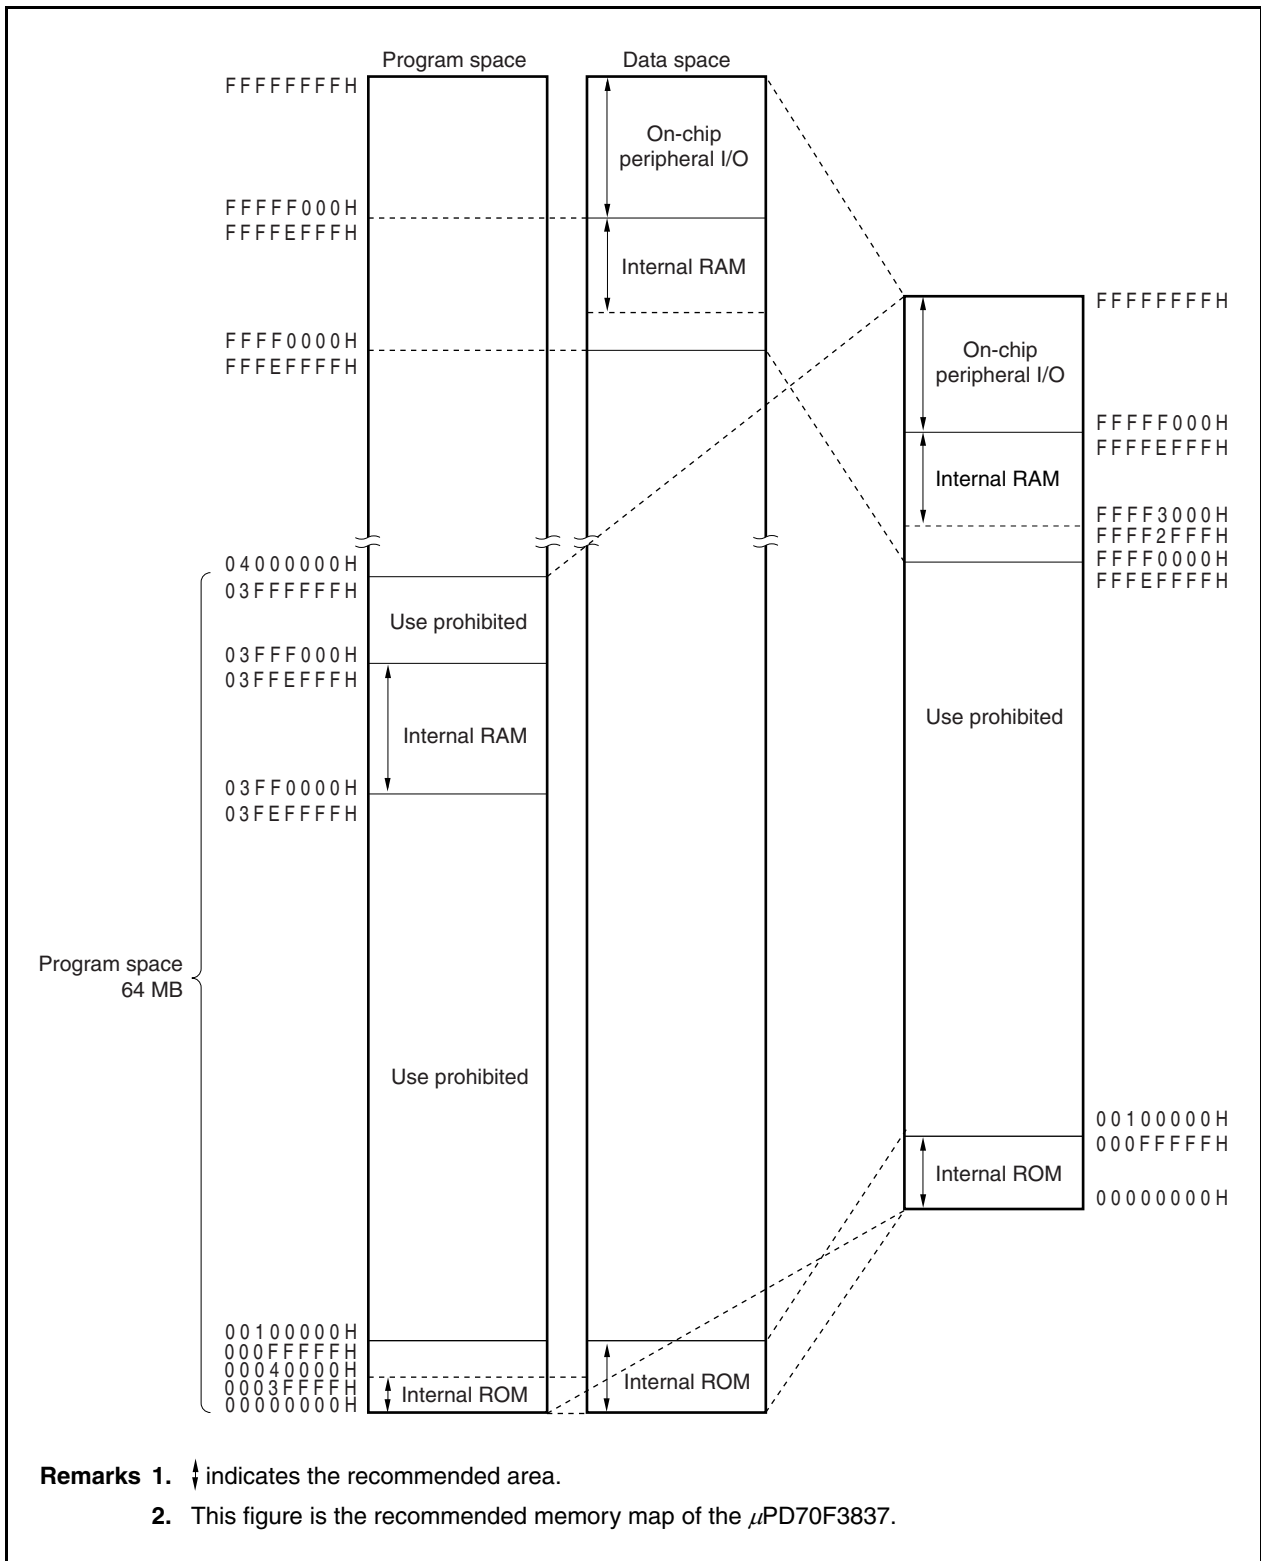 Program space
Data space
FFFFFFFFH
On-chip
peripheral I/O
FFFFF000H
FFFFEFFFH
Internal RAM
FFFF0000H
FFFEFFFFH
04000000H
03FFFFFFH
Use prohibited
03FFF000H
03FFEFFFH
Internal RAM
03FF0000H
03FEFFFFH
Program space
64 MB
Use prohibited
00100000H
000FFFFFH
00040000H
0003FFFFH
00000000H
Internal ROM
Internal ROM
FFFFFFFFH
On-chip
peripheral I/O
FFFFF000H
FFFFEFFFH
Internal RAM
FFFF3000H
FFFF2FFFH
FFFF0000H
FFFEFFFFH
Use prohibited
00100000H
000FFFFFH
Internal ROM
00000000H
Remarks 1. indicates the recommended area.
2. This figure is the recommended memory map of the μPD70F3837.